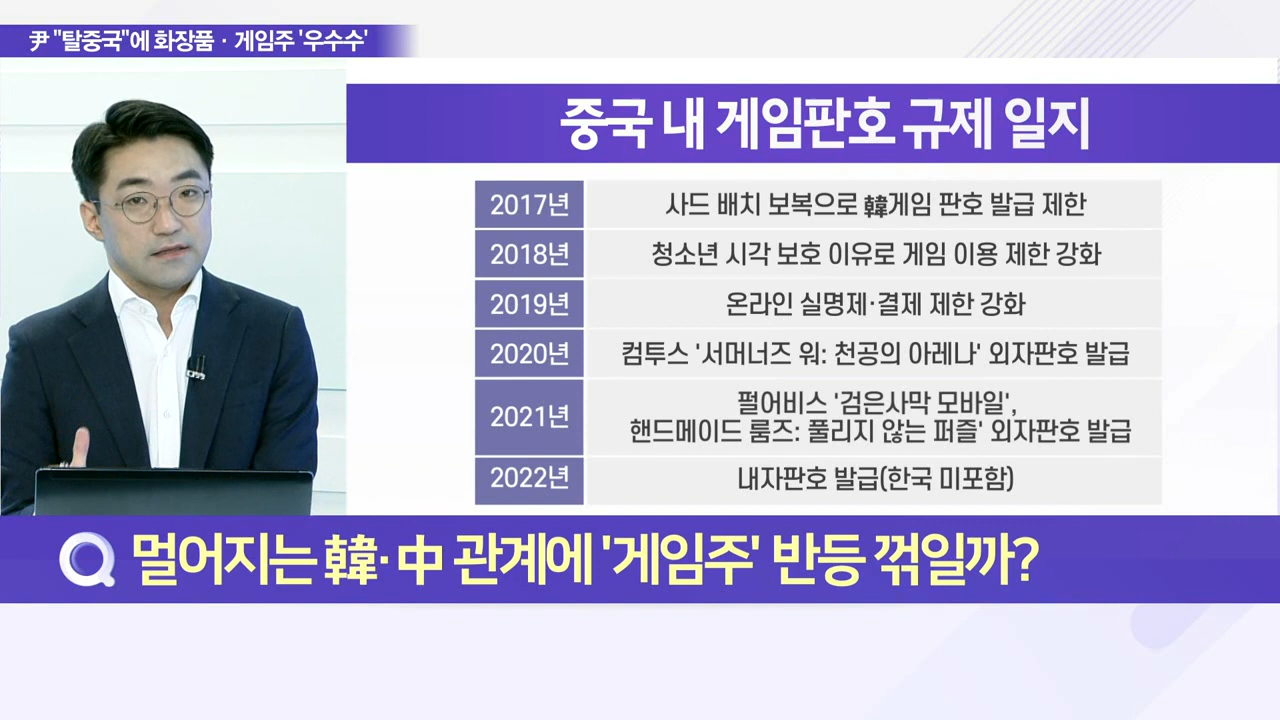 尹 "탈중국"에 화장품·게임주 '우수수'
중국 내 게임판호 규제 일지
2017년 사드 배치 보복으로 韓게임 판호 발급 제한
2018년 청소년 시각 보호 이유로 게임 이용 제한 강화
2019년 온라인 실명제·결제 제한 강화
2020년 컴투스 '서머너즈 워: 천공의 아레나' 외자판호 발급
2021년 펄어비스 '검은사막 모바일',
핸드메이드 룸즈: 풀리지 않는 퍼즐' 외자판호 발급
2022년 내자판호 발급(한국 미포함)
Q 멀어지는 韓·中 관계에 '게임주' 반등 꺾일까?